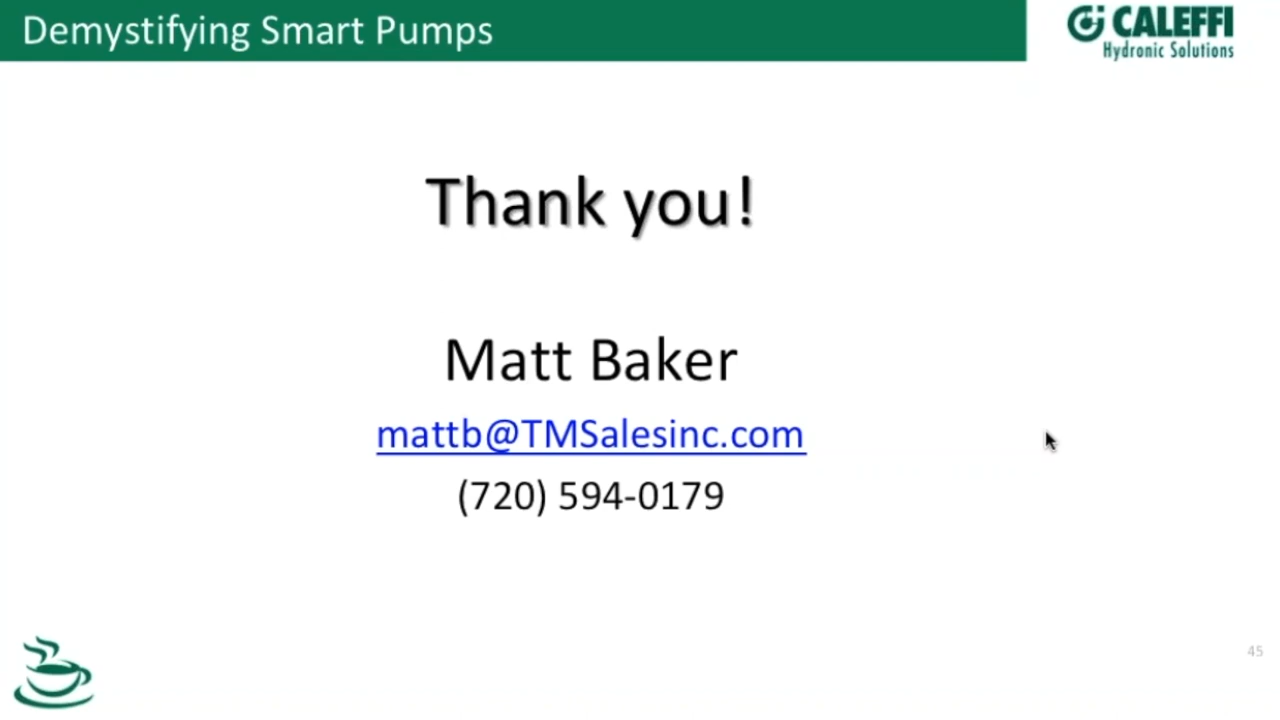 Demystifying Smart Pumps
CALEFFI
Hydronic Solutions
Thank you!
Matt Baker
mattb@TMSalesinc.com
(720) 594-0179
45